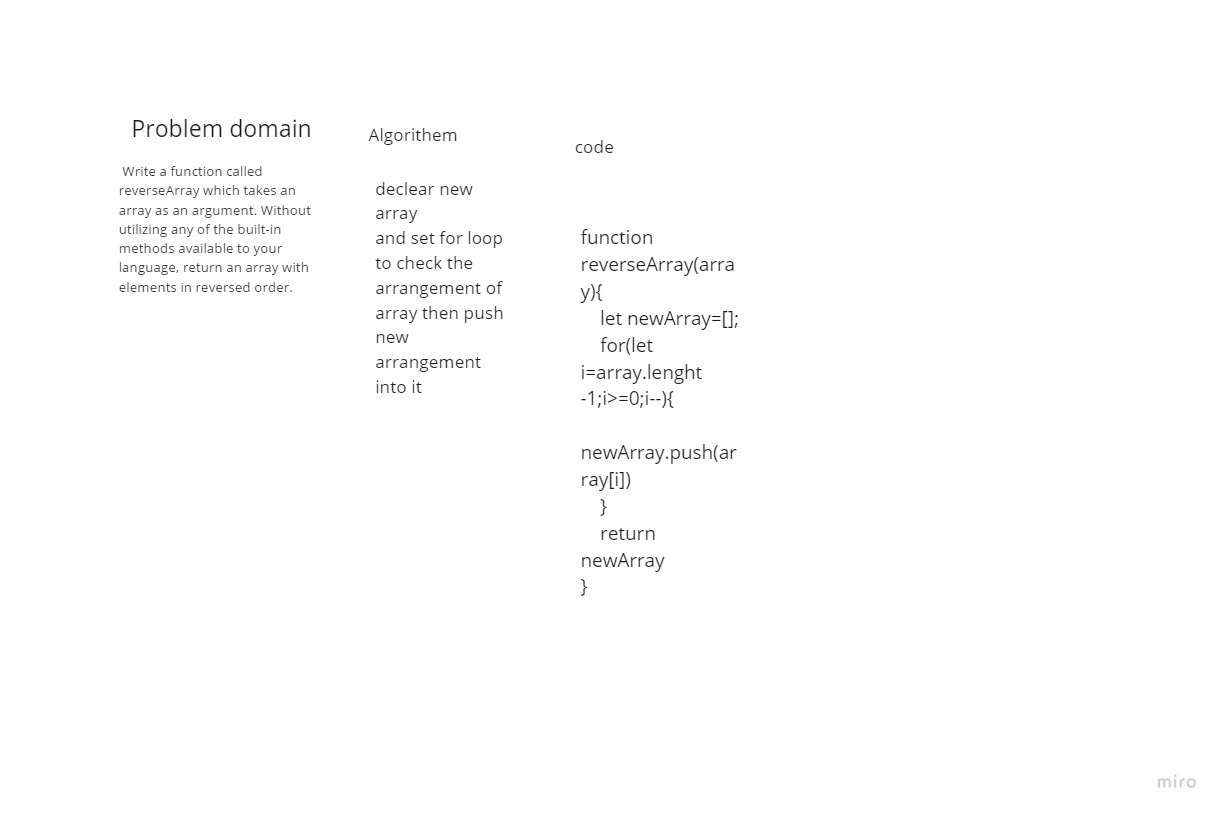 Problem domain
Write a function called
reverseArray which takes an
array as an argument. Without
utilizing any of the built-in
methods available to your
language, return an array with
elements in reversed order.
Algorithem
declear new
array
and set for loop
to check the
arrangement of
array then push
new
arrangement
into it
code
function
reverseArray(arra
y){
let newArray=[];
for(let
i=array.lenght
-1;i>=0;i--){
newArray.push(ar
ray[i])
}
return
newArray
}
miro